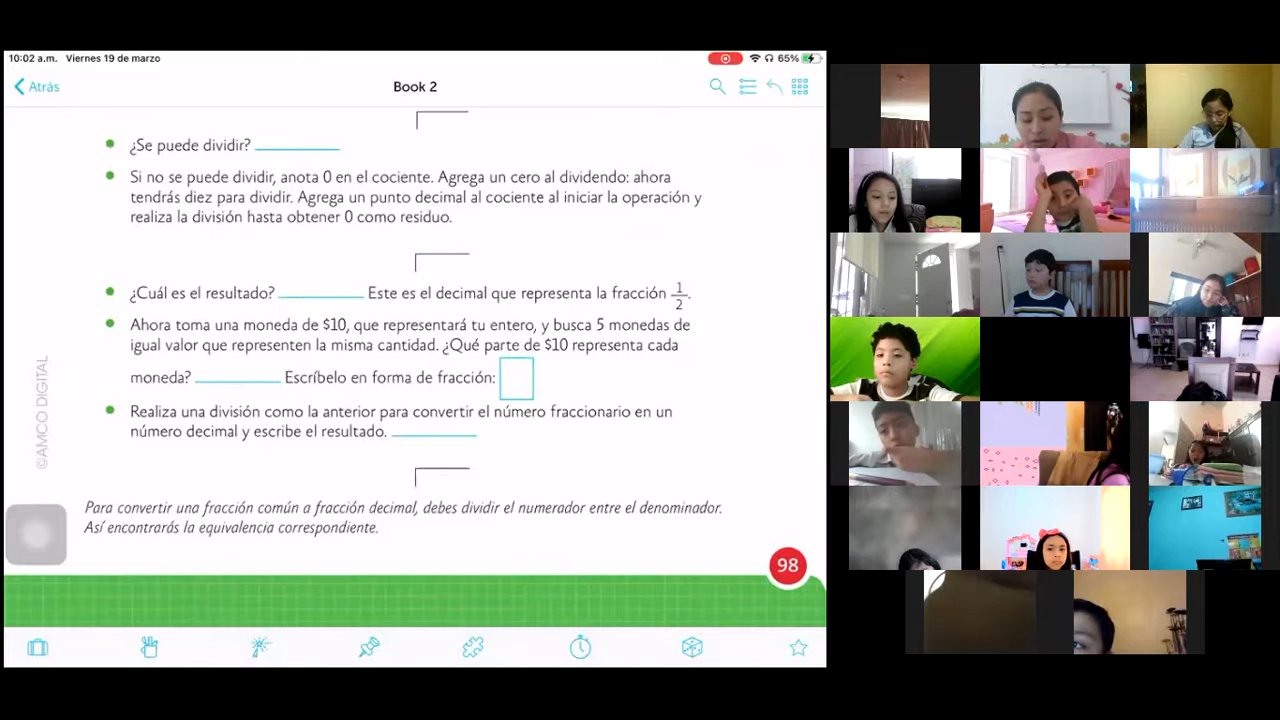 10:02 a.m. Viernes 19 de marzo
65%
Atrás
Book 2
¿Se puede dividir?
Si no se puede dividir, anota 0 en el cociente. Agrega un cero al dividendo: ahora
tendrás diez para dividir. Agrega un punto decimal al cociente al iniciar la operación y
realiza la división hasta obtener 0 como residuo.
¿Cuál es el resultado? Este es el decimal que representa la fracción 1/2.
Ahora toma una moneda de $10, que representará tu entero, y busca 5 monedas de
igual valor que representen la misma cantidad. ¿Qué parte de $10 representa cada
moneda? Escríbelo en forma de fracción:
Realiza una división como la anterior para convertir el número fraccionario en un
número decimal y escribe el resultado.
©AMCO DIGITAL
Para convertir una fracción común a fracción decimal, debes dividir el numerador entre el denominador.
Así encontrarás la equivalencia correspondiente.
98